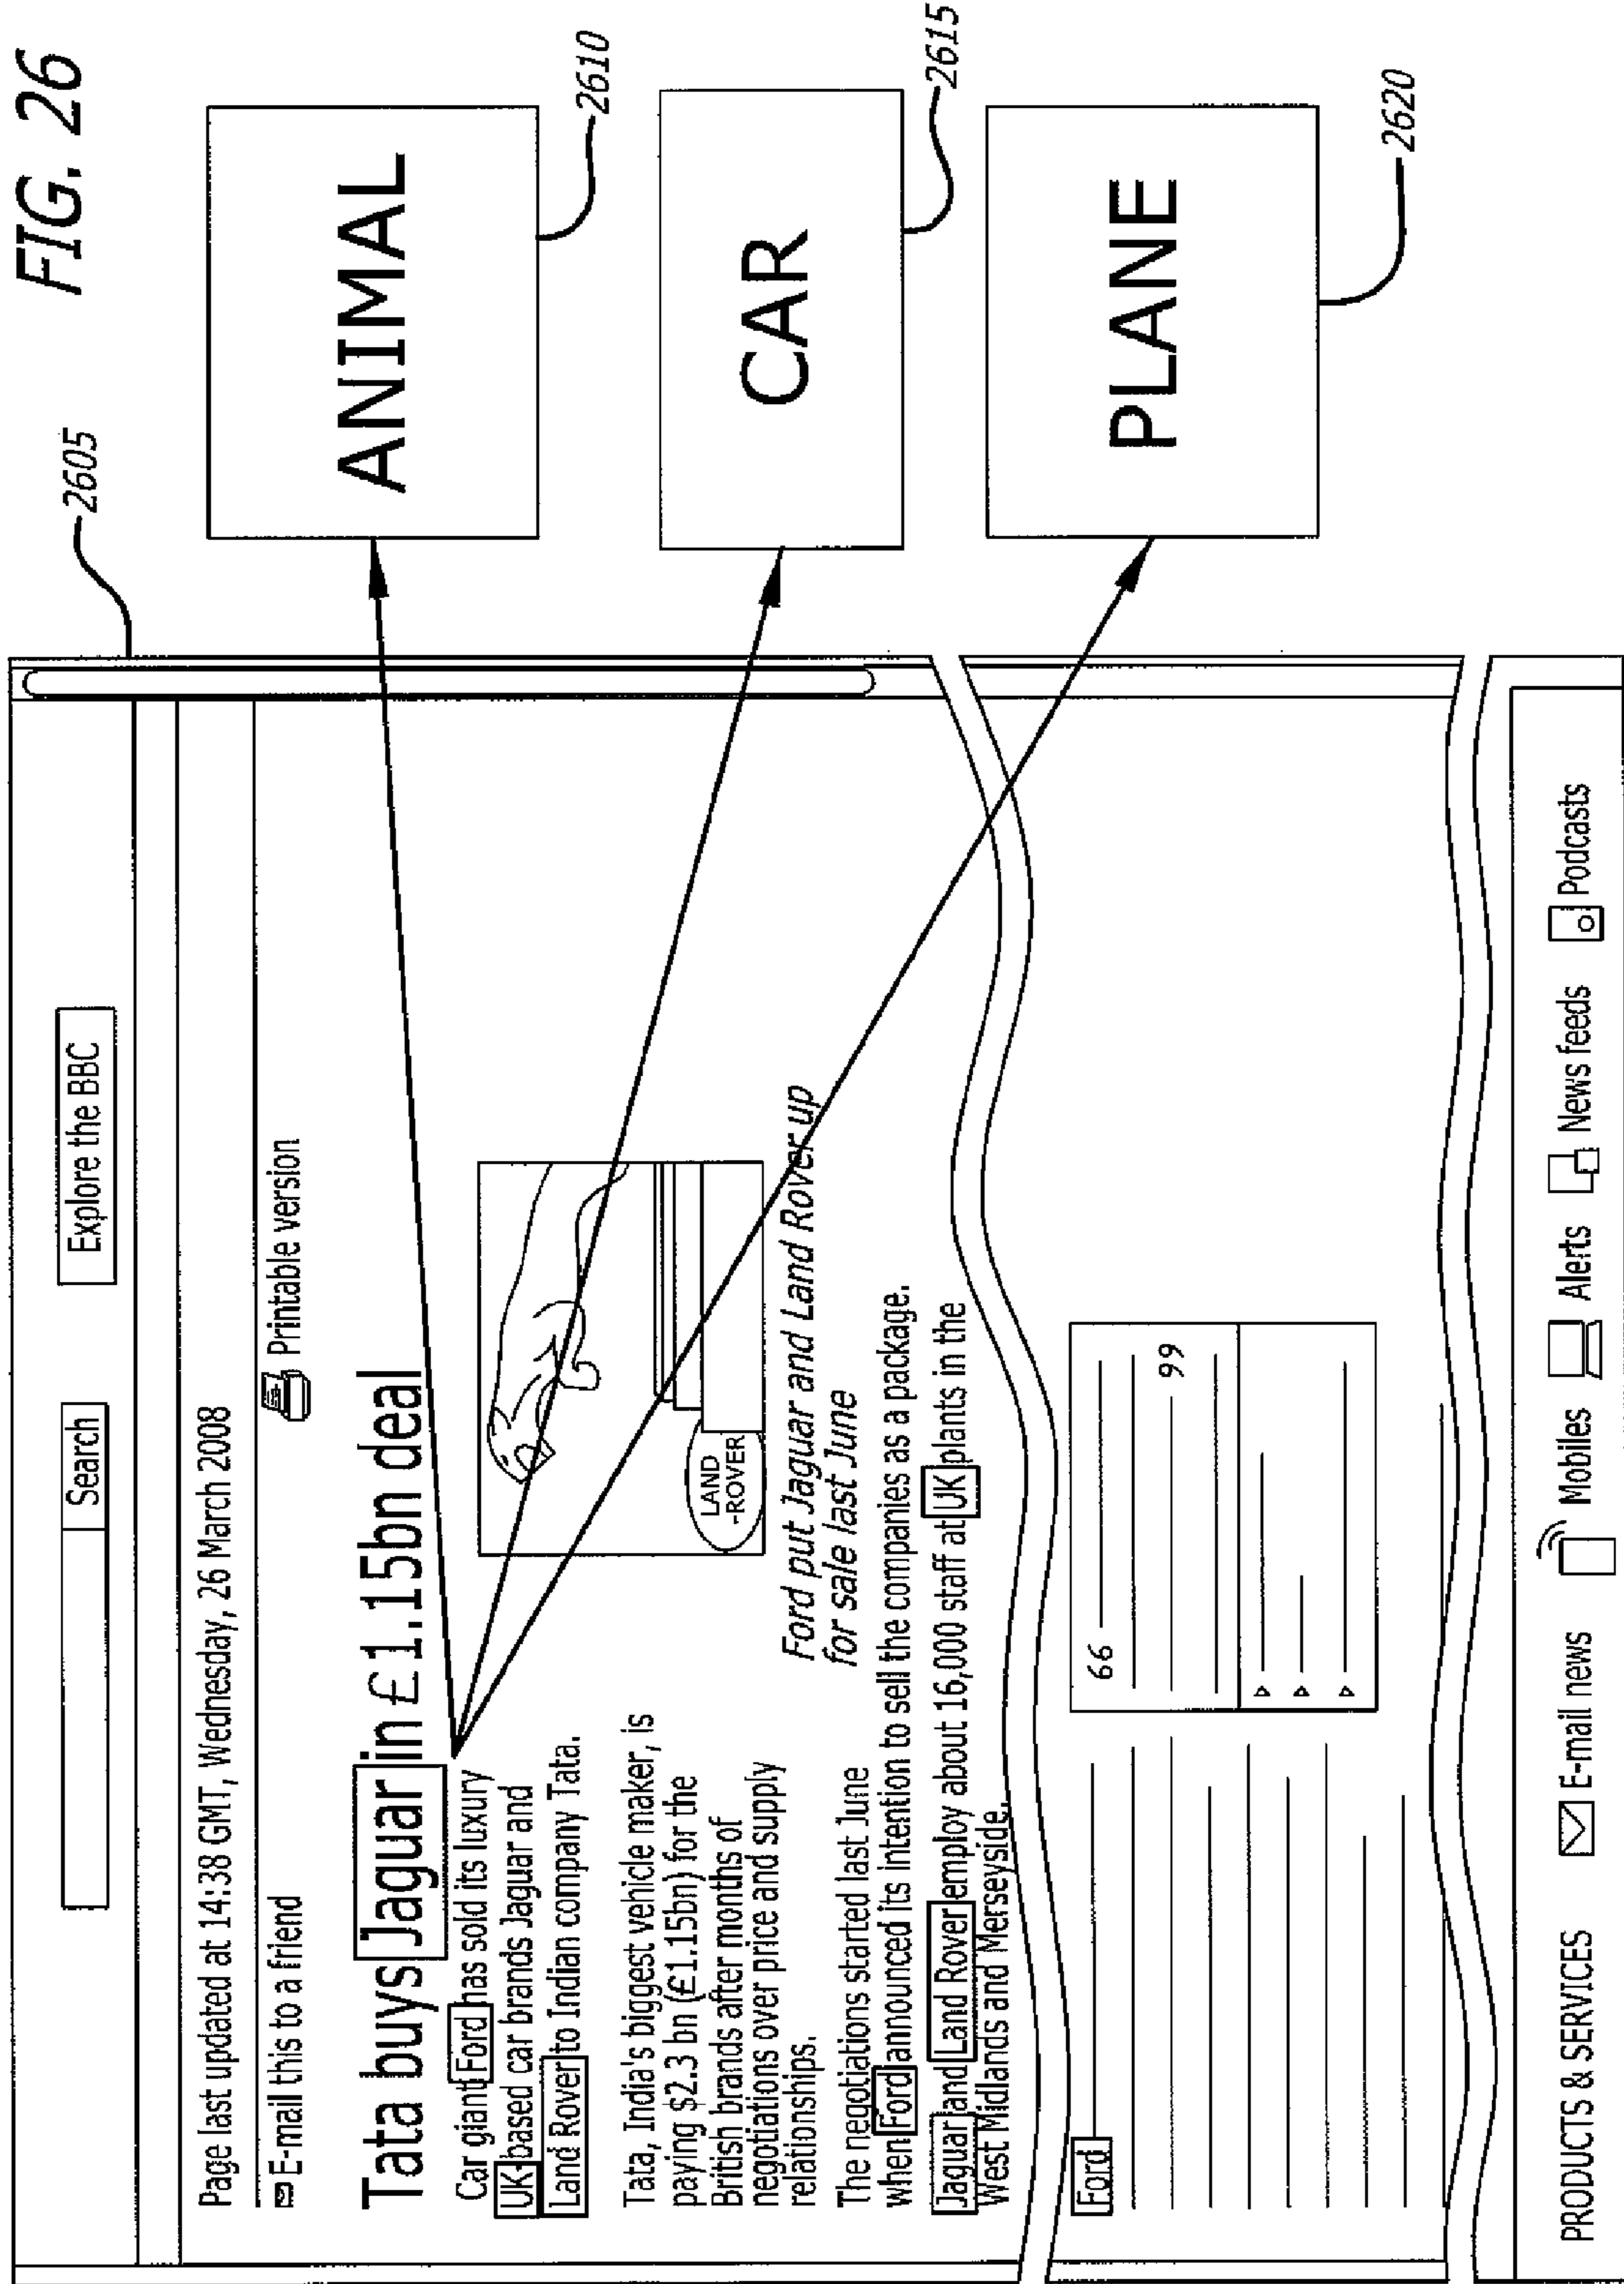 FIG. 26
2605
Search
Explore the BBC
Page last updated at 14:38 GMT, Wednesday, 26 March 2008
E-mail this to a friend
Printable version
Tata buys Jaguar in £1.15bn deal
Car giant Ford has sold its luxury
UK-based car brands Jaguar and
Land Rover to Indian company Tata.
Tata, India's biggest vehicle maker, is
paying $2.3 bn (£1.15bn) for the
British brands after months of
negotiations over price and supply
relationships.
LAND
-ROVER
Ford put Jaguar and Land Rover up
for sale last June
The negotiations started last June
when Ford announced its intention to sell the companies as a package.
Jaguar and Land Rover employ about 16,000 staff at UK plants in the
West Midlands and Merseyside.
Ford
66
99
PRODUCTS & SERVICES
E-mail news
Mobiles
Alerts
News feeds
Podcasts
ANIMAL
2610
CAR
2615
PLANE
2620